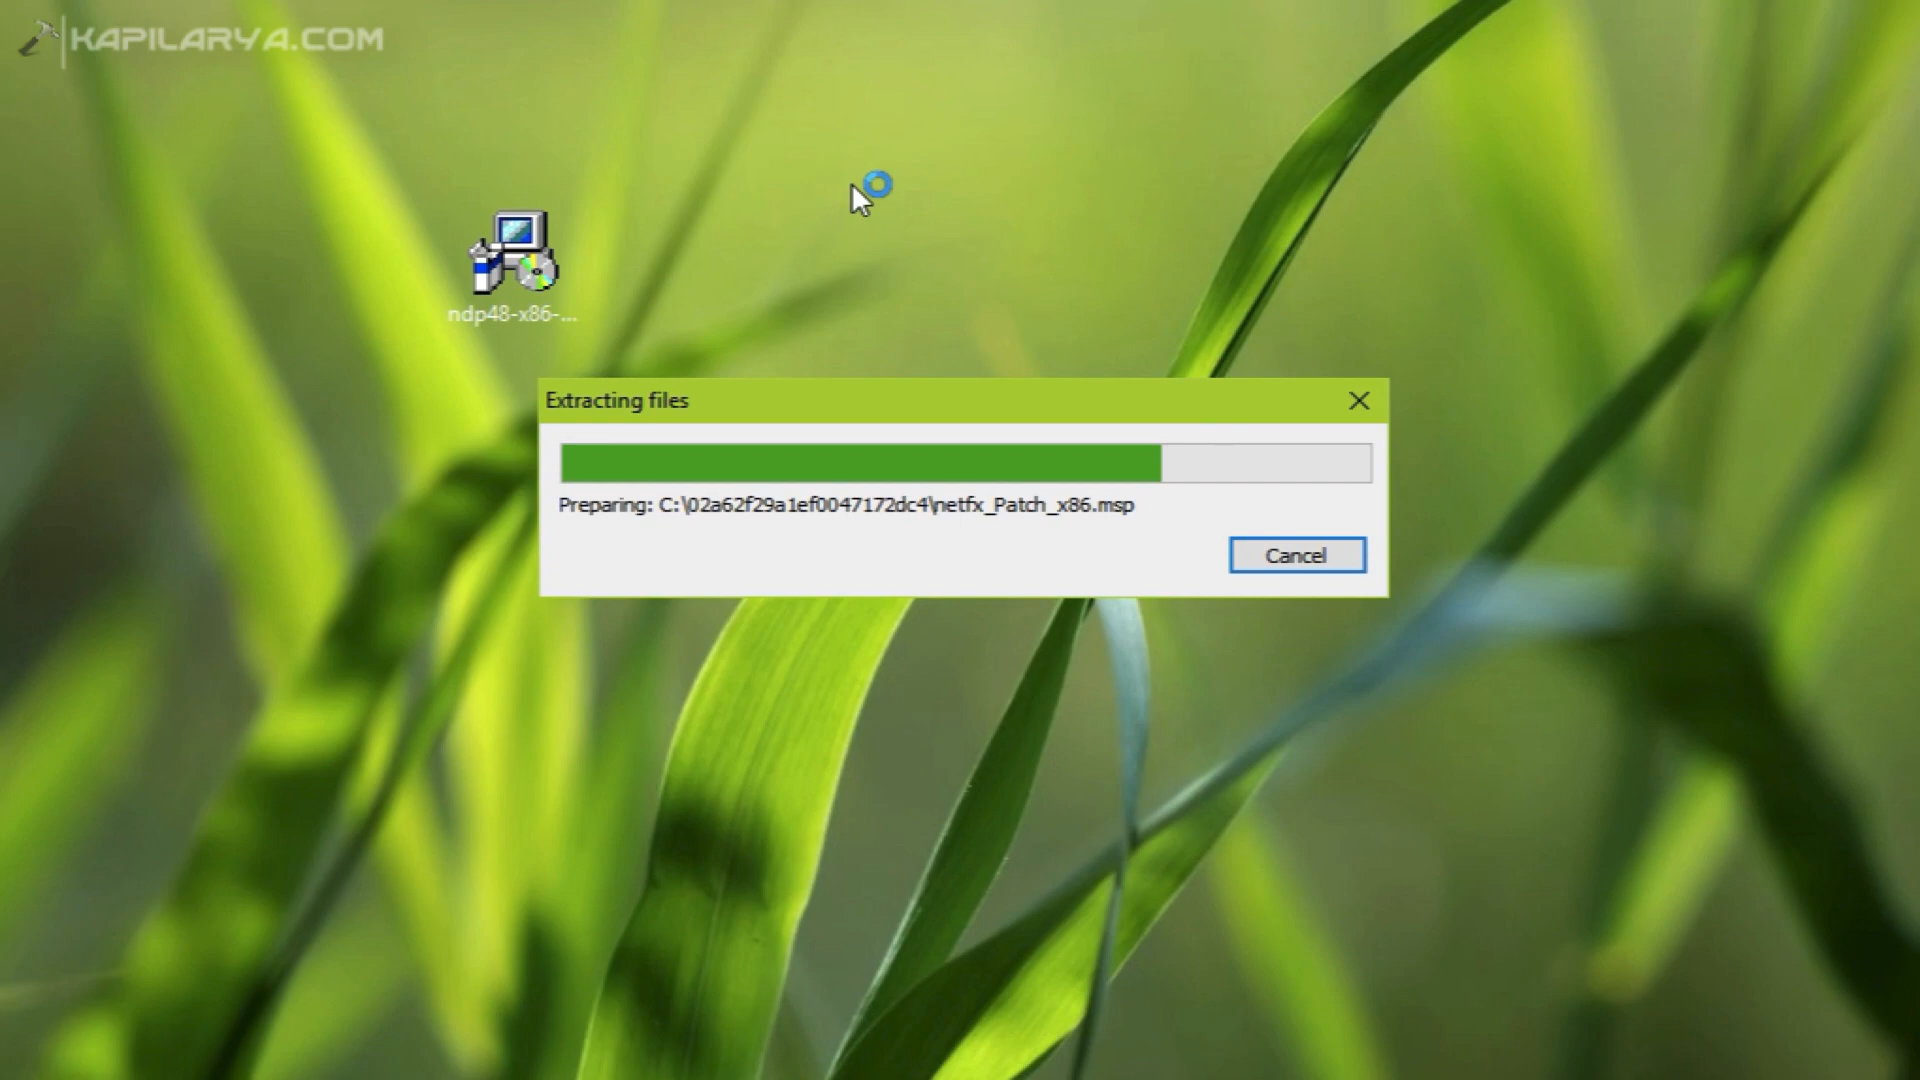 KAPILARYA.COM
ndp48-x86-...
Extracting files
Preparing: C:\02a62f29a1ef0047172dc4\netfx_Patch_x86.msp
Cancel